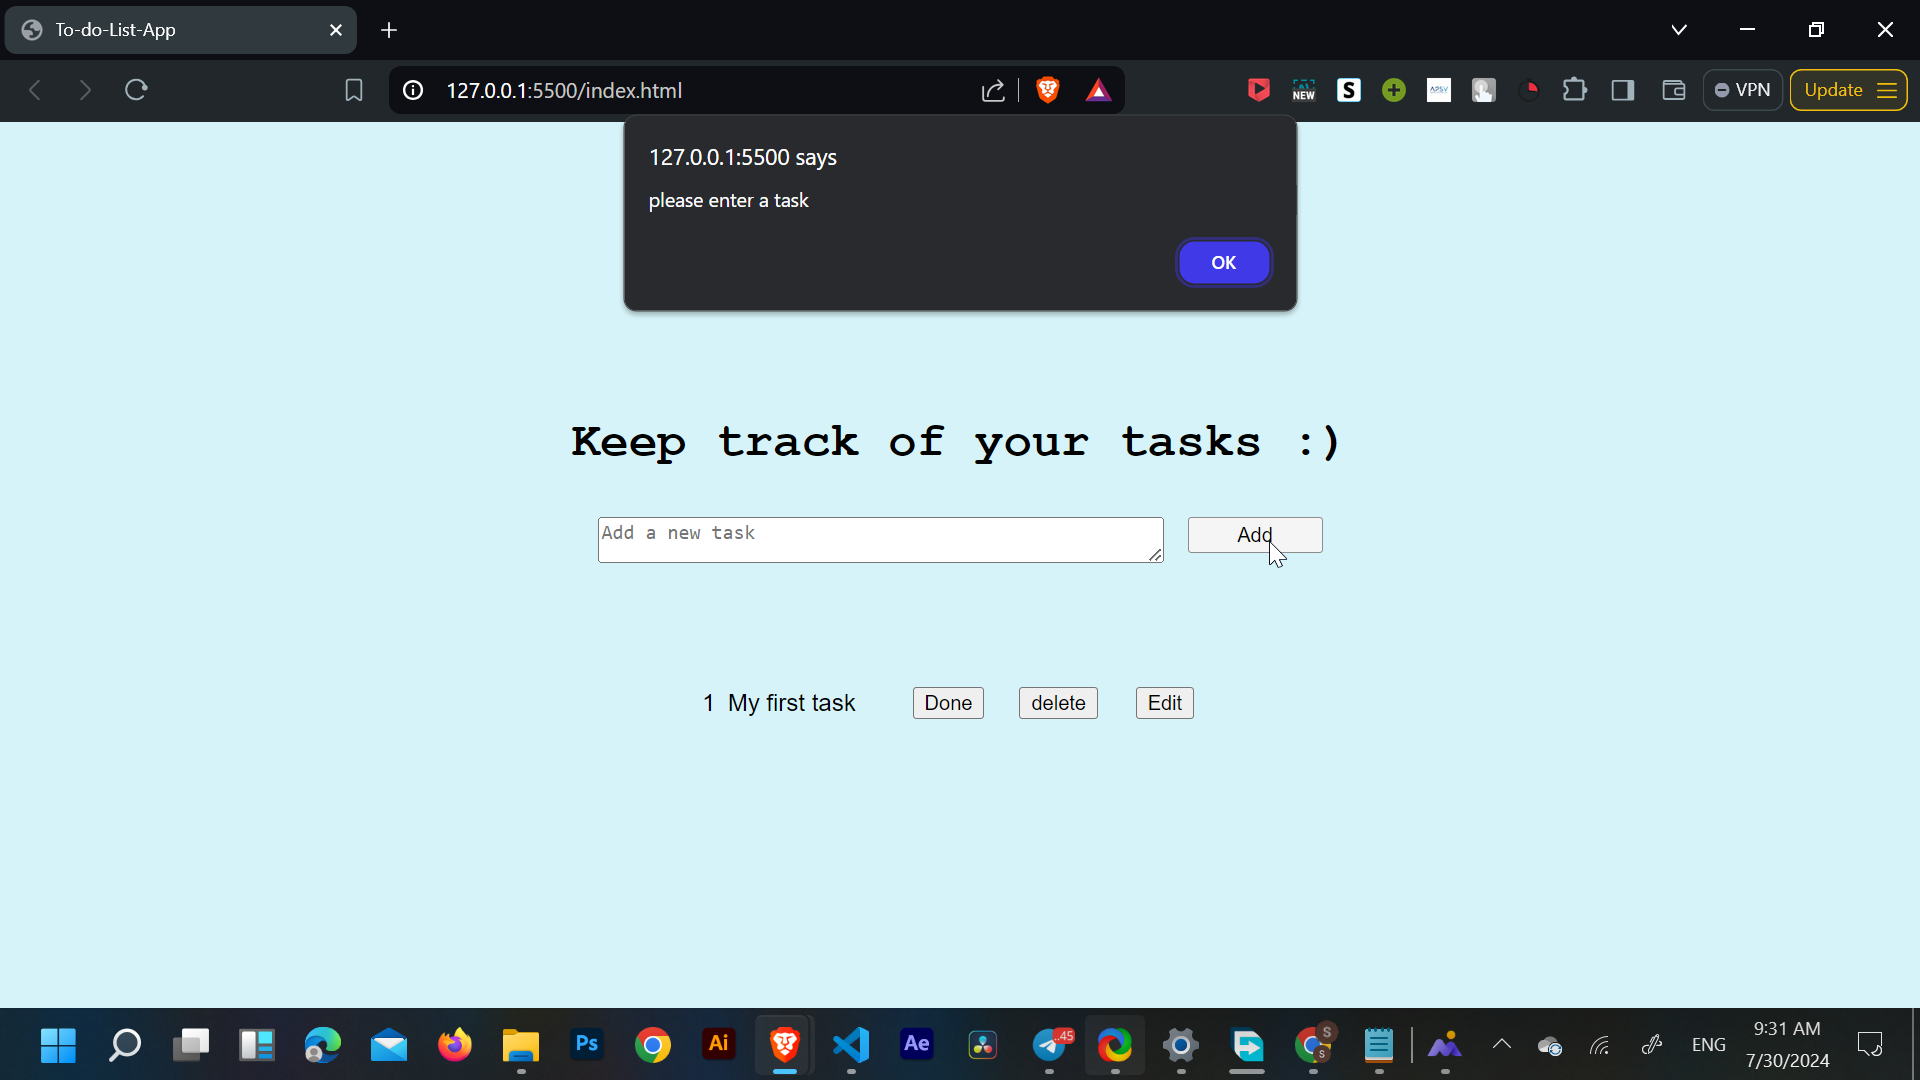 To-do-List-App
127.0.0.1:5500/index.html
NEW
S
APSV
VPN
Update
127.0.0.1:5500 says
please enter a task
OK
Keep track of your tasks :)
Add a new task
Add
1 My first task
Done
delete
Edit
Ps
Ai
Ae
..45
S
S
ENG
9:31 AM
7/30/2024